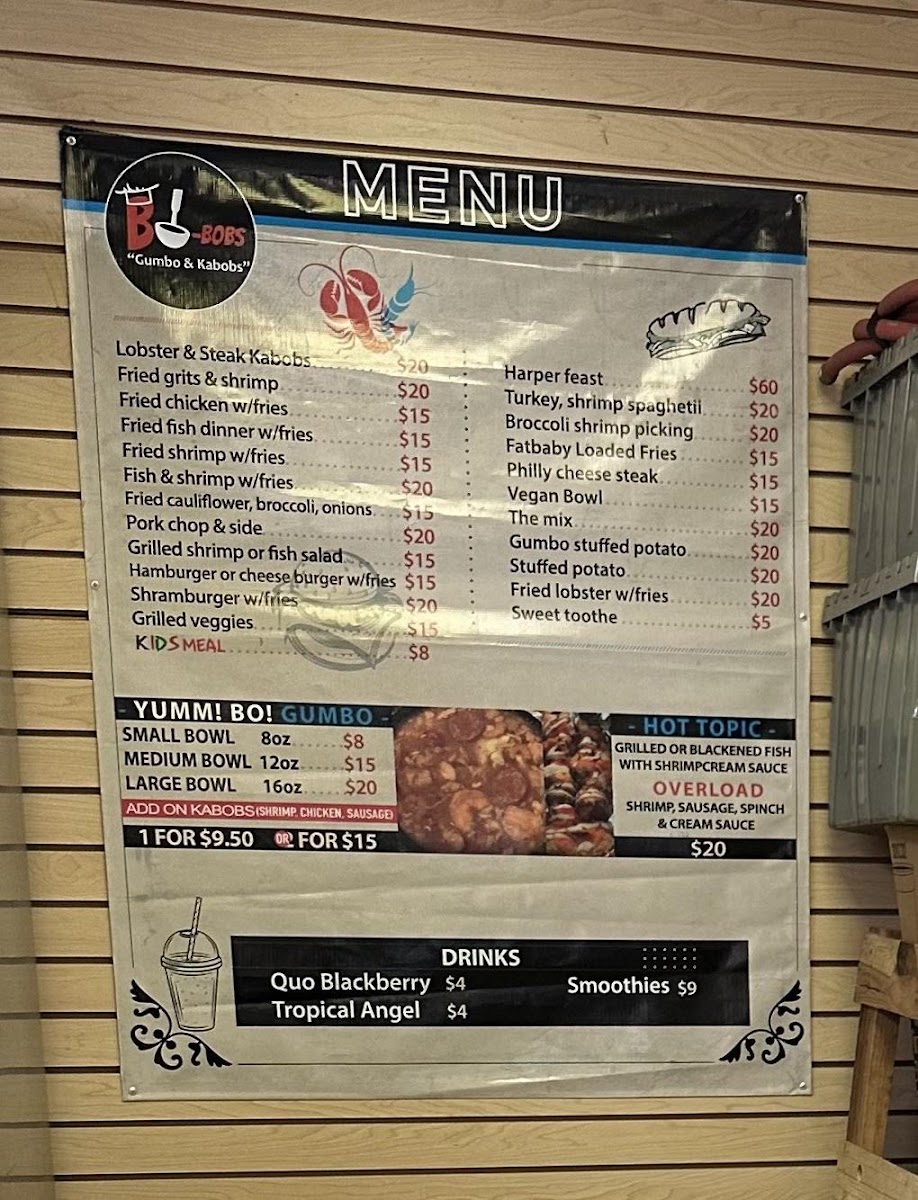 MENU
BO-BOBS
"Gumbo & Kabobs"
Lobster & Steak Kabobs $20
Fried grits & shrimp $20
Fried chicken w/fries $15
Fried fish dinner w/fries $15
Fried shrimp w/fries $15
Fish & shrimp w/fries $20
Fried cauliflower, broccoli, onions $15
Pork chop & side $20
Grilled shrimp or fish salad $15
Hamburger or cheese burger w/fries $15
Shramburger w/fries $20
Grilled veggies $15
KIDS MEAL $8
Harper feast $60
Turkey, shrimp spaghetii $20
Broccoli shrimp picking $20
Fatbaby Loaded Fries $15
Philly cheese steak $15
Vegan Bowl $15
The mix $20
Gumbo stuffed potato $20
Stuffed potato $20
Fried lobster w/fries $20
Sweet toothe $5
- YUMM! BO! GUMBO -
SMALL BOWL 8oz $8
MEDIUM BOWL 12oz $15
LARGE BOWL 16oz $20
ADD ON KABOBS (SHRIMP, CHICKEN, SAUSAGE)
1 FOR $9.50 OR FOR $15
- HOT TOPIC -
GRILLED OR BLACKENED FISH
WITH SHRIMPCREAM SAUCE
OVERLOAD
SHRIMP, SAUSAGE, SPINCH
& CREAM SAUCE
$20
DRINKS
Quo Blackberry $4
Tropical Angel $4
Smoothies $9